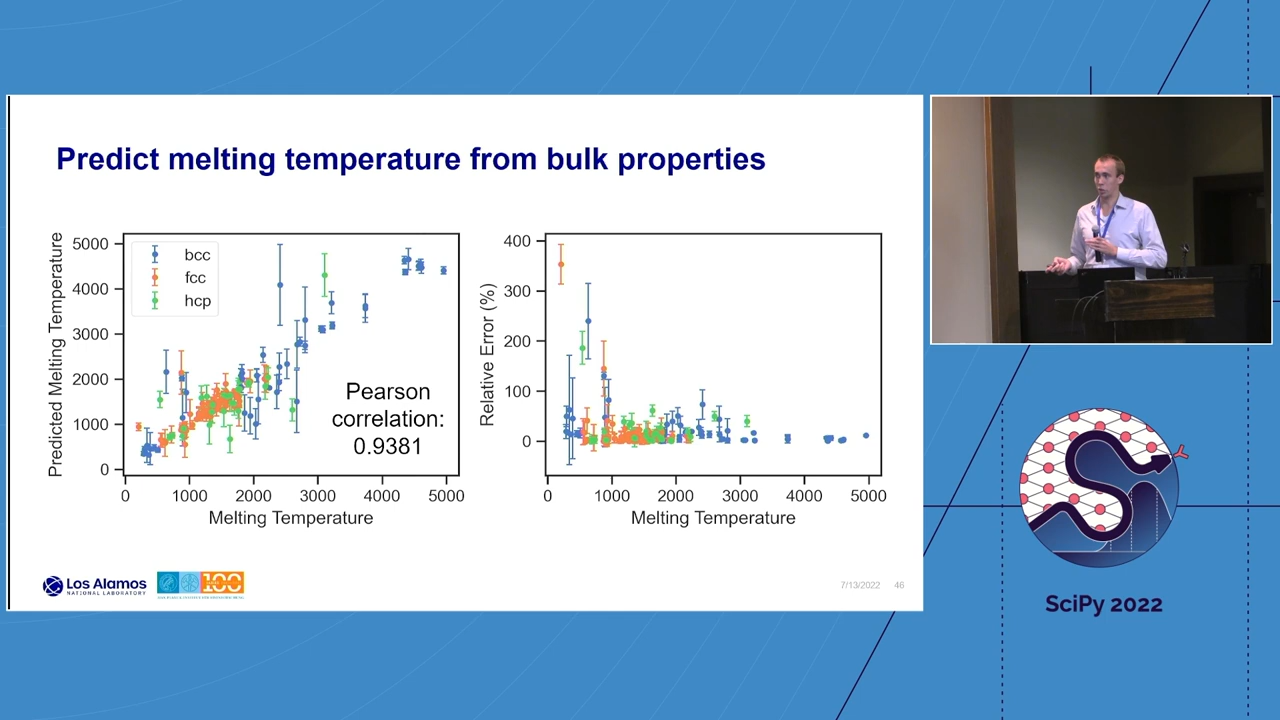 Predict melting temperature from bulk properties
Predicted Melting Temperature
5000
4000
3000
2000
1000
0
bcc
fcc
hcp
Pearson
correlation:
0.9381
0 1000 2000 3000 4000 5000
Melting Temperature
Relative Error (%)
400
300
200
100
0
0 1000 2000 3000 4000 5000
Melting Temperature
Los Alamos
NATIONAL LABORATORY
100
7/13/2022 46
SciPy 2022